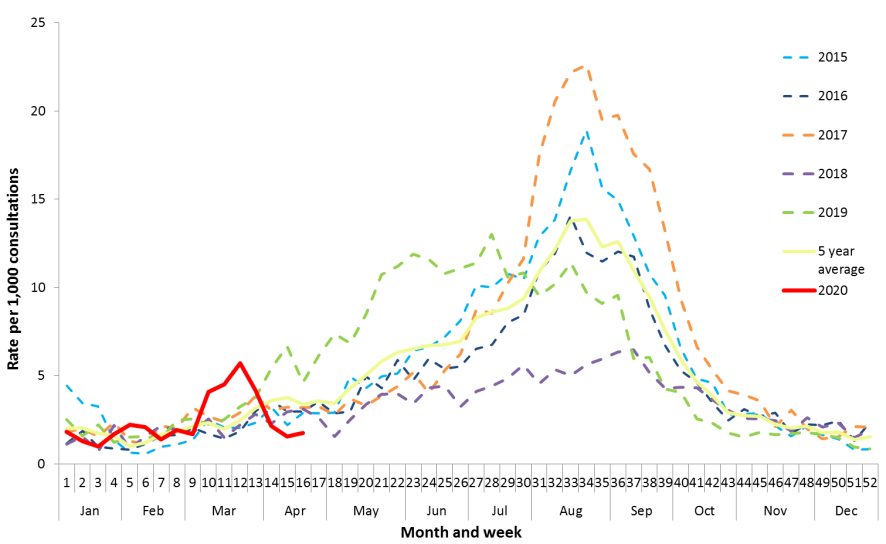 25
20
15
10
5
0
Rate per 1,000 consultations
2015
2016
2017
2018
2019
5 year
average
2020
1 2 3 4 5 6 7 8 9 10 11 12 13 14 15 16 17 18 19 20 21 22 23 24 25 26 27 28 29 30 31 32 33 34 35 36 37 38 39 40 41 42 43 44 45 46 47 48 49 50 51 52
Jan Feb Mar Apr May Jun Jul Aug Sep Oct Nov Dec
Month and week